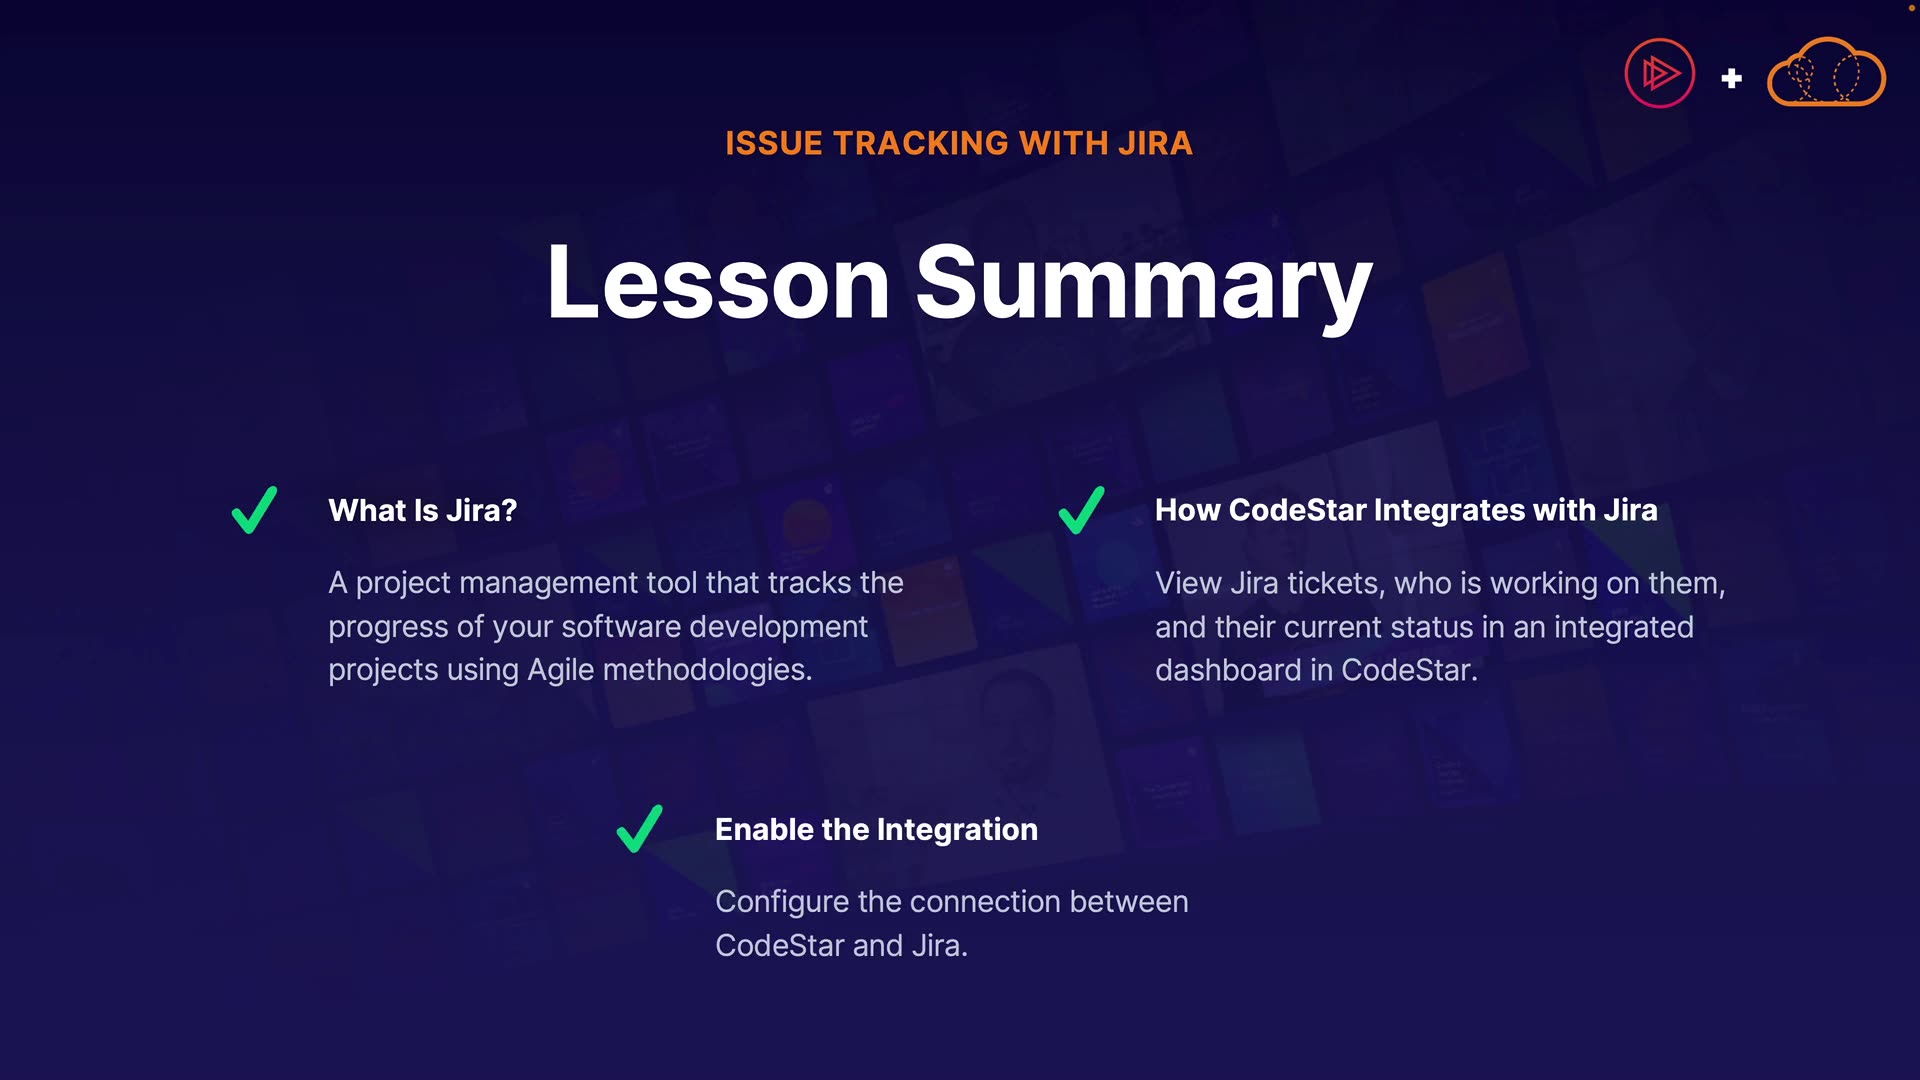 ISSUE TRACKING WITH JIRA
Lesson Summary
What Is Jira?
A project management tool that tracks the
progress of your software development
projects using Agile methodologies.
How CodeStar Integrates with Jira
View Jira tickets, who is working on them,
and their current status in an integrated
dashboard in CodeStar.
Enable the Integration
Configure the connection between
CodeStar and Jira.